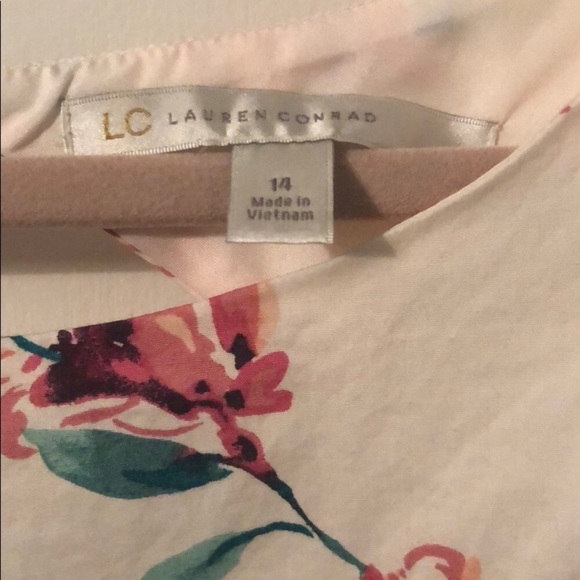 LC LAUREN CONRAD
14
Made in
Vietnam